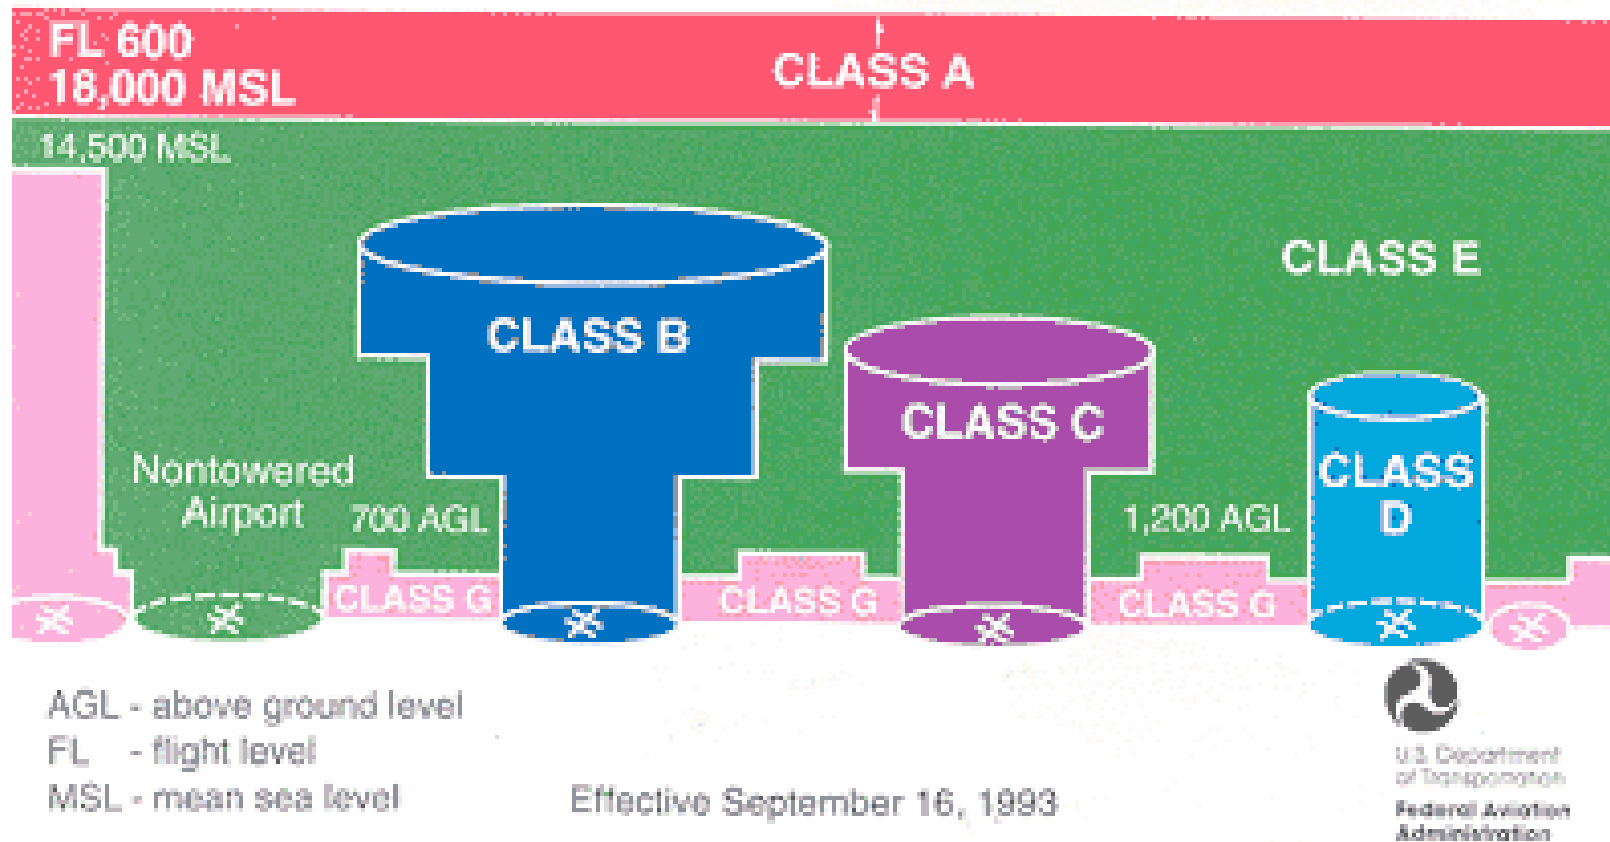 FL 600
18,000 MSL
CLASS A
14,500 MSL
CLASS E
CLASS B
CLASS C
Nontowered
Airport
700 AGL
1,200 AGL
CLASS
D
CLASS G
CLASS G
CLASS G
AGL - above ground level
FL - flight level
MSL - mean sea level
Effective September 16, 1993
U.S. Department
of Transportation
Federal Aviation
Administration